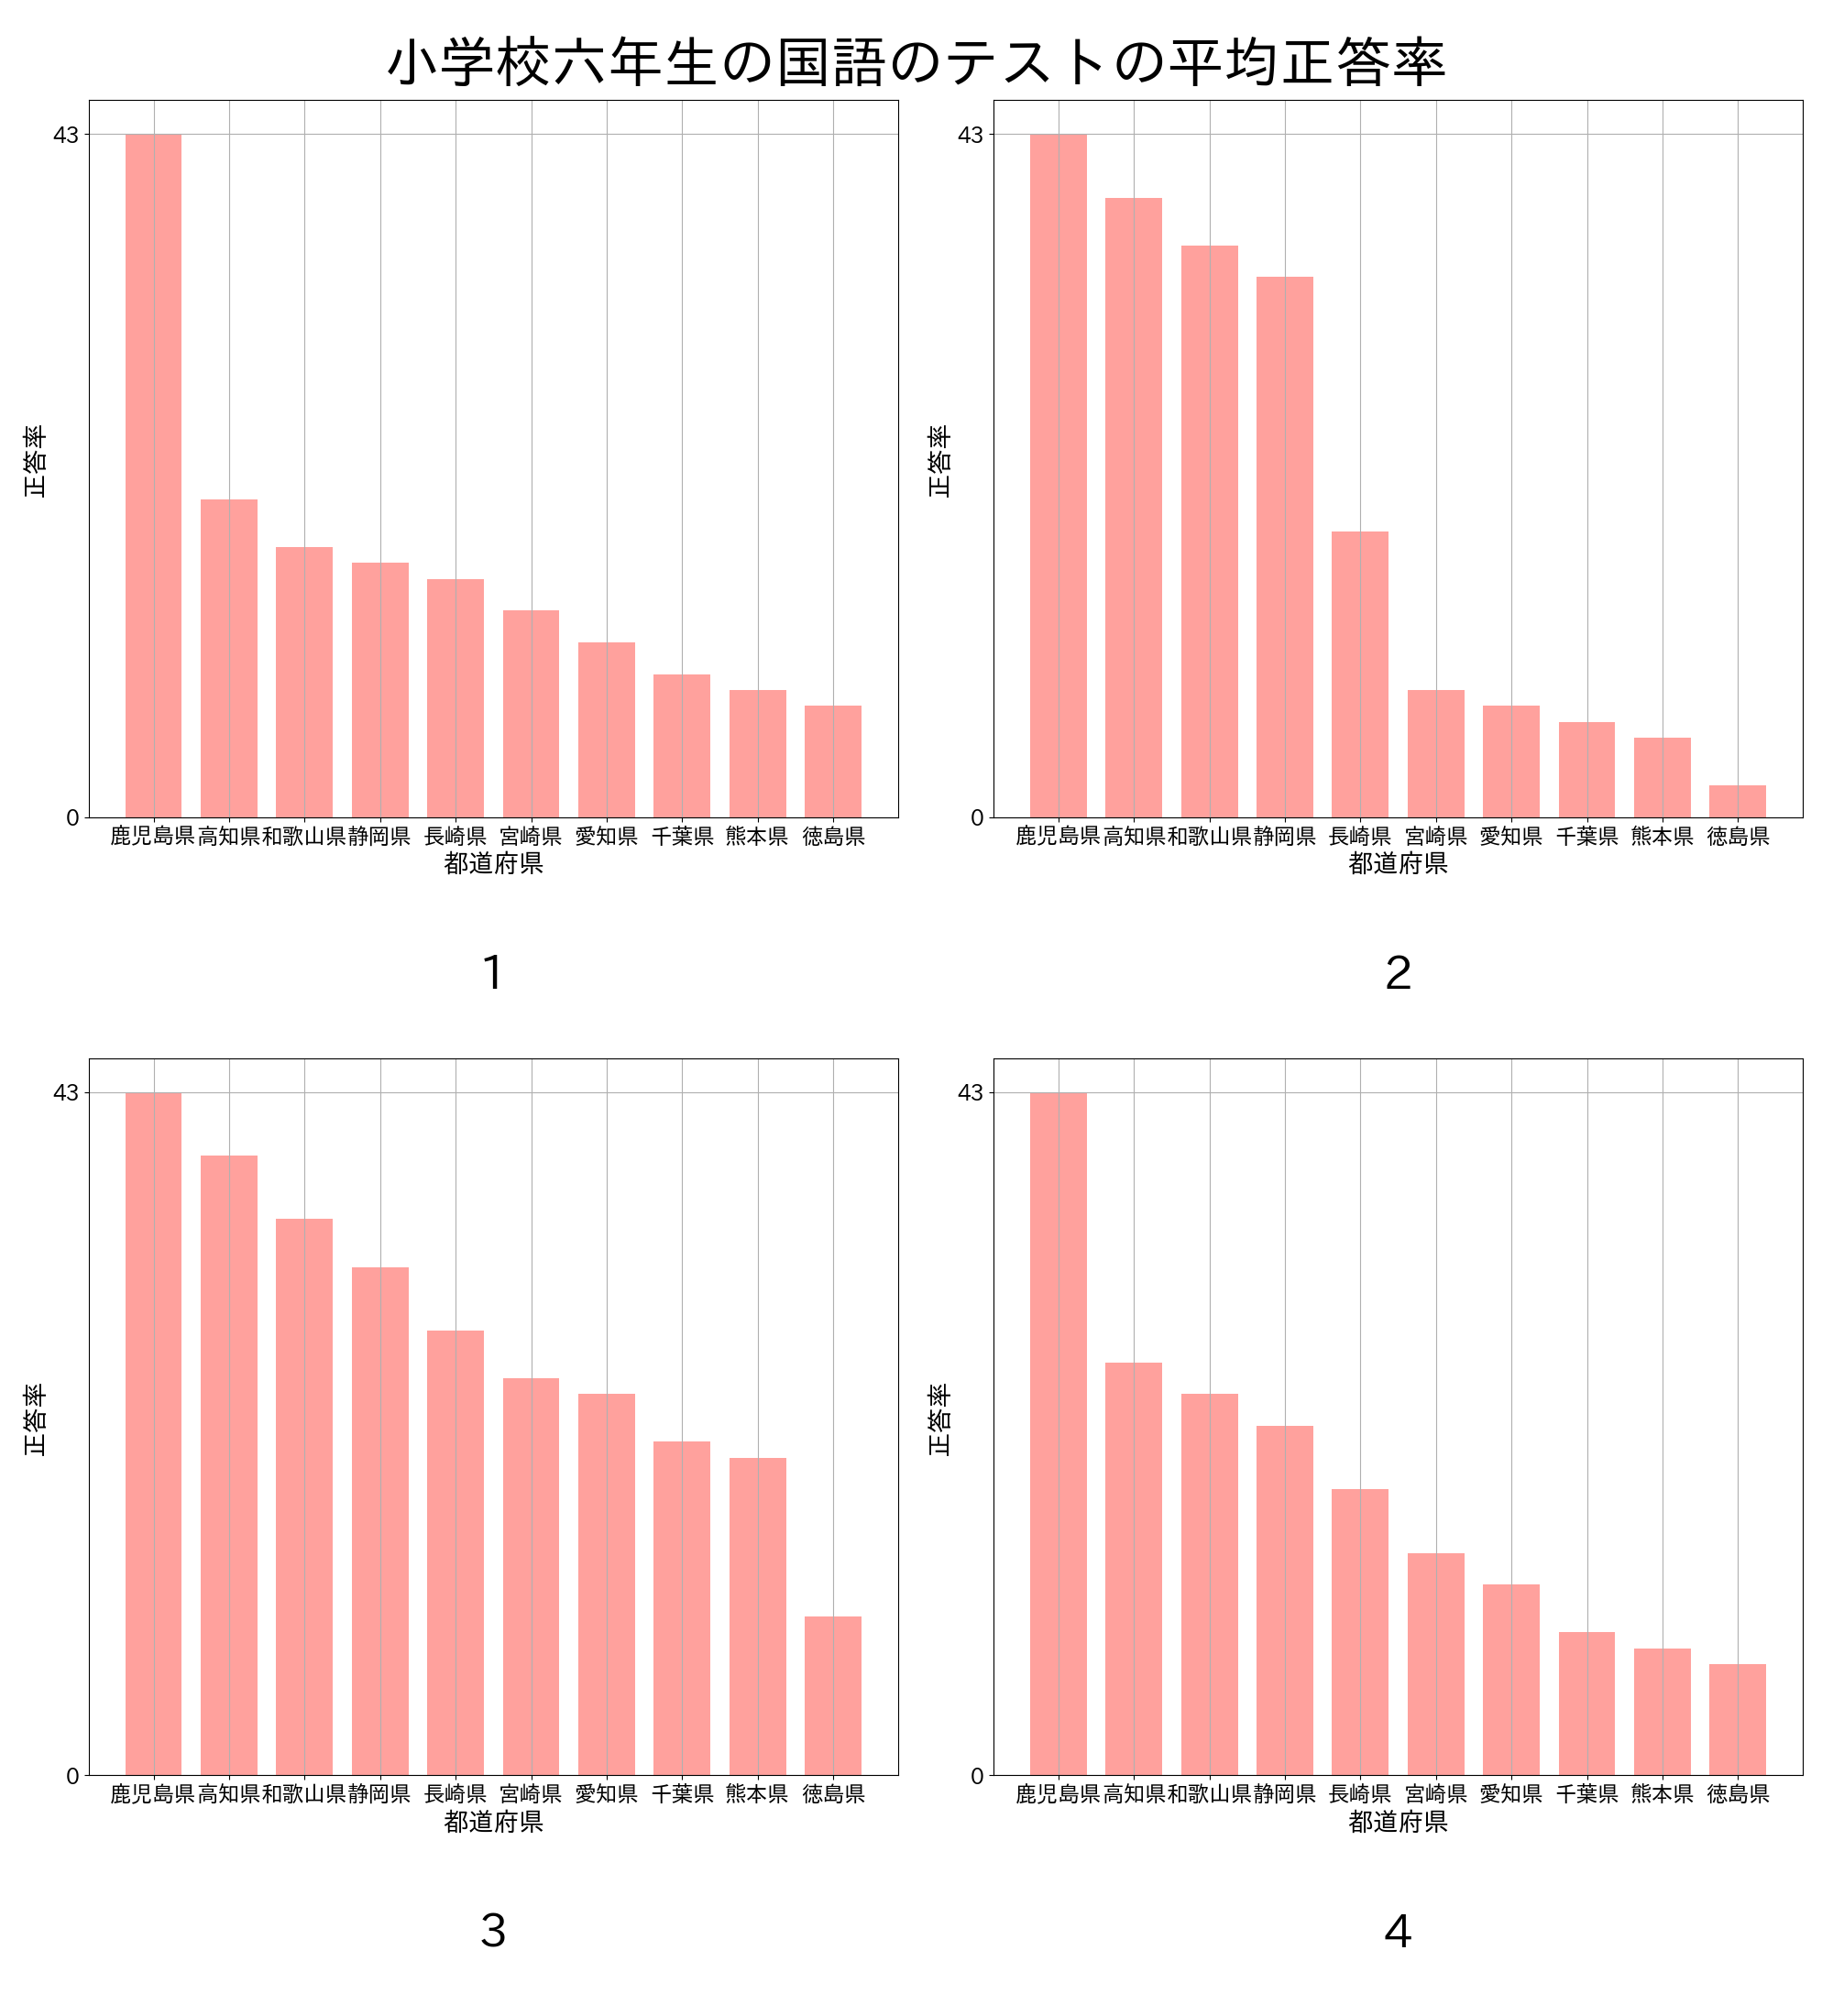 小学校六年生の国語のテストの平均正答率
43
正答率
0
鹿児島県 高知県 和歌山県 静岡県 長崎県 宮崎県 愛知県 千葉県 熊本県 徳島県
都道府県
1
43
正答率
0
鹿児島県 高知県 和歌山県 静岡県 長崎県 宮崎県 愛知県 千葉県 熊本県 徳島県
都道府県
2
43
正答率
0
鹿児島県 高知県 和歌山県 静岡県 長崎県 宮崎県 愛知県 千葉県 熊本県 徳島県
都道府県
3
43
正答率
0
鹿児島県 高知県 和歌山県 静岡県 長崎県 宮崎県 愛知県 千葉県 熊本県 徳島県
都道府県
4